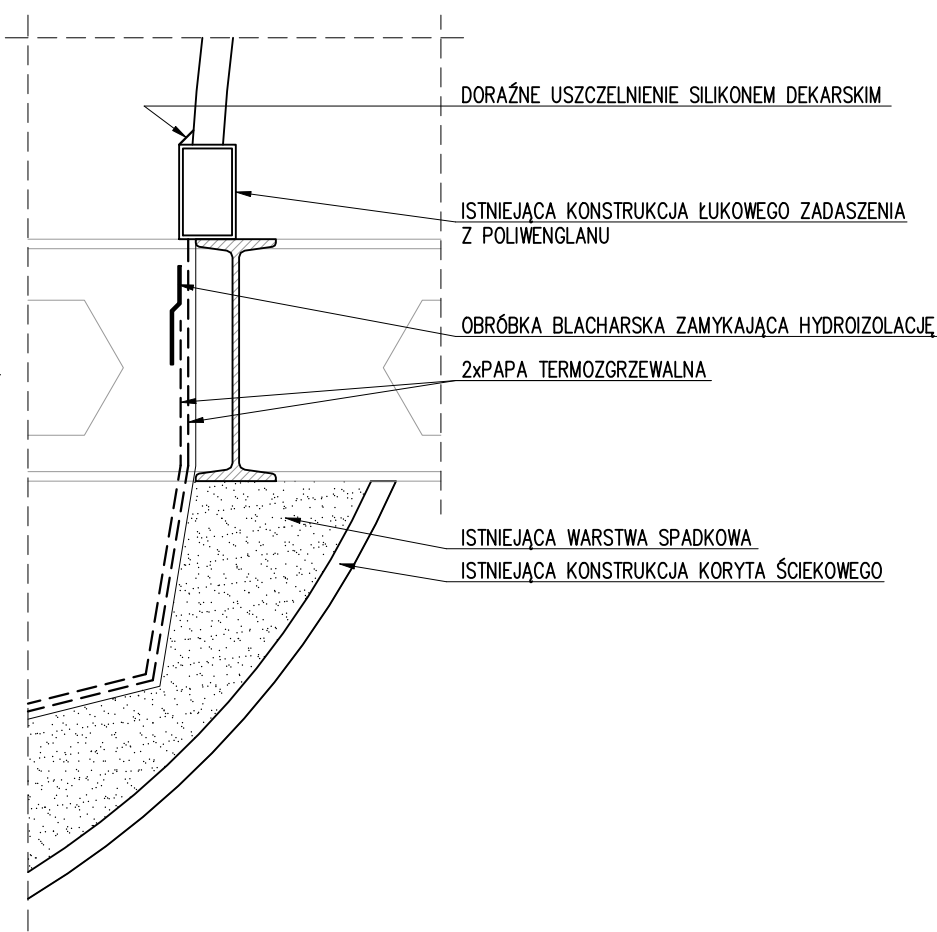 DORAŹNE USZCZELNIENIE SILIKONEM DEKARSKIM
ISTNIEJĄCA KONSTRUKCJA ŁUKOWEGO ZADASZENIA
Z POLIWENGLANU
OBRÓBKA BLACHARSKA ZAMYKAJĄCA HYDROIZOLACJĘ
2xPAPA TERMOZGRZEWALNA
ISTNIEJĄCA WARSTWA SPADKOWA
ISTNIEJĄCA KONSTRUKCJA KORYTA ŚCIEKOWEGO